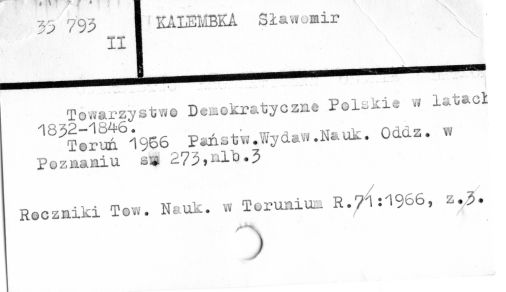 35 793
II
KALEMBKA Sławomir
Towarzystwo Demokratyczne Polskie w latach
1832-1846.
Toruń 1966 Państw.Wydaw.Nauk. Oddz. w
Poznaniu s. 273,nlb.3
Roczniki Tow. Nauk. w Torunium R.71:1966, z.3.